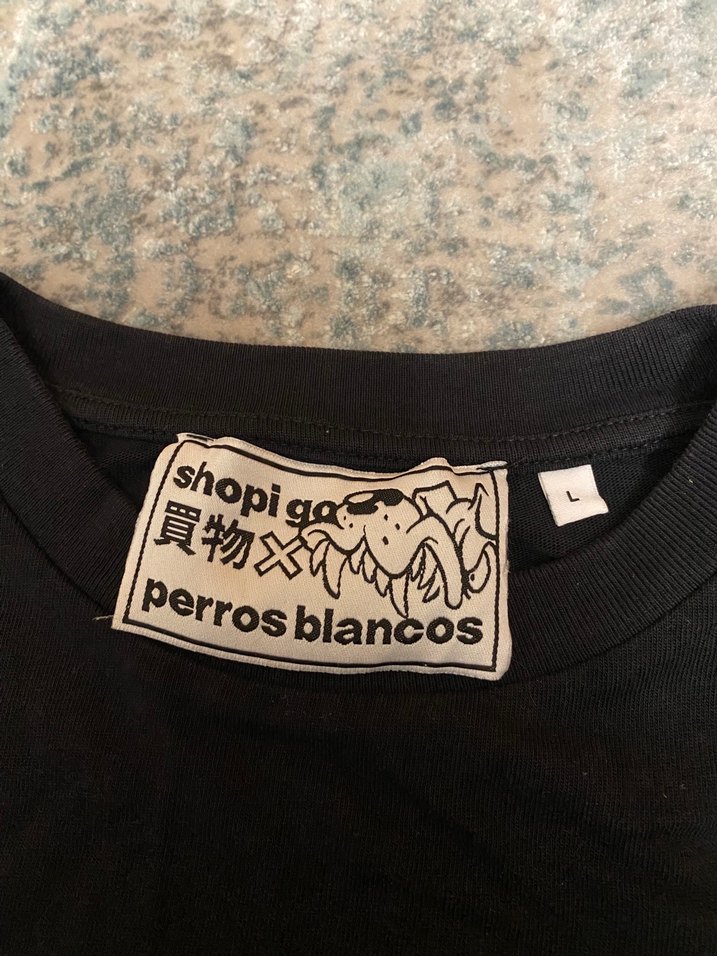 shopi go
買物 ×
perros blancos
L